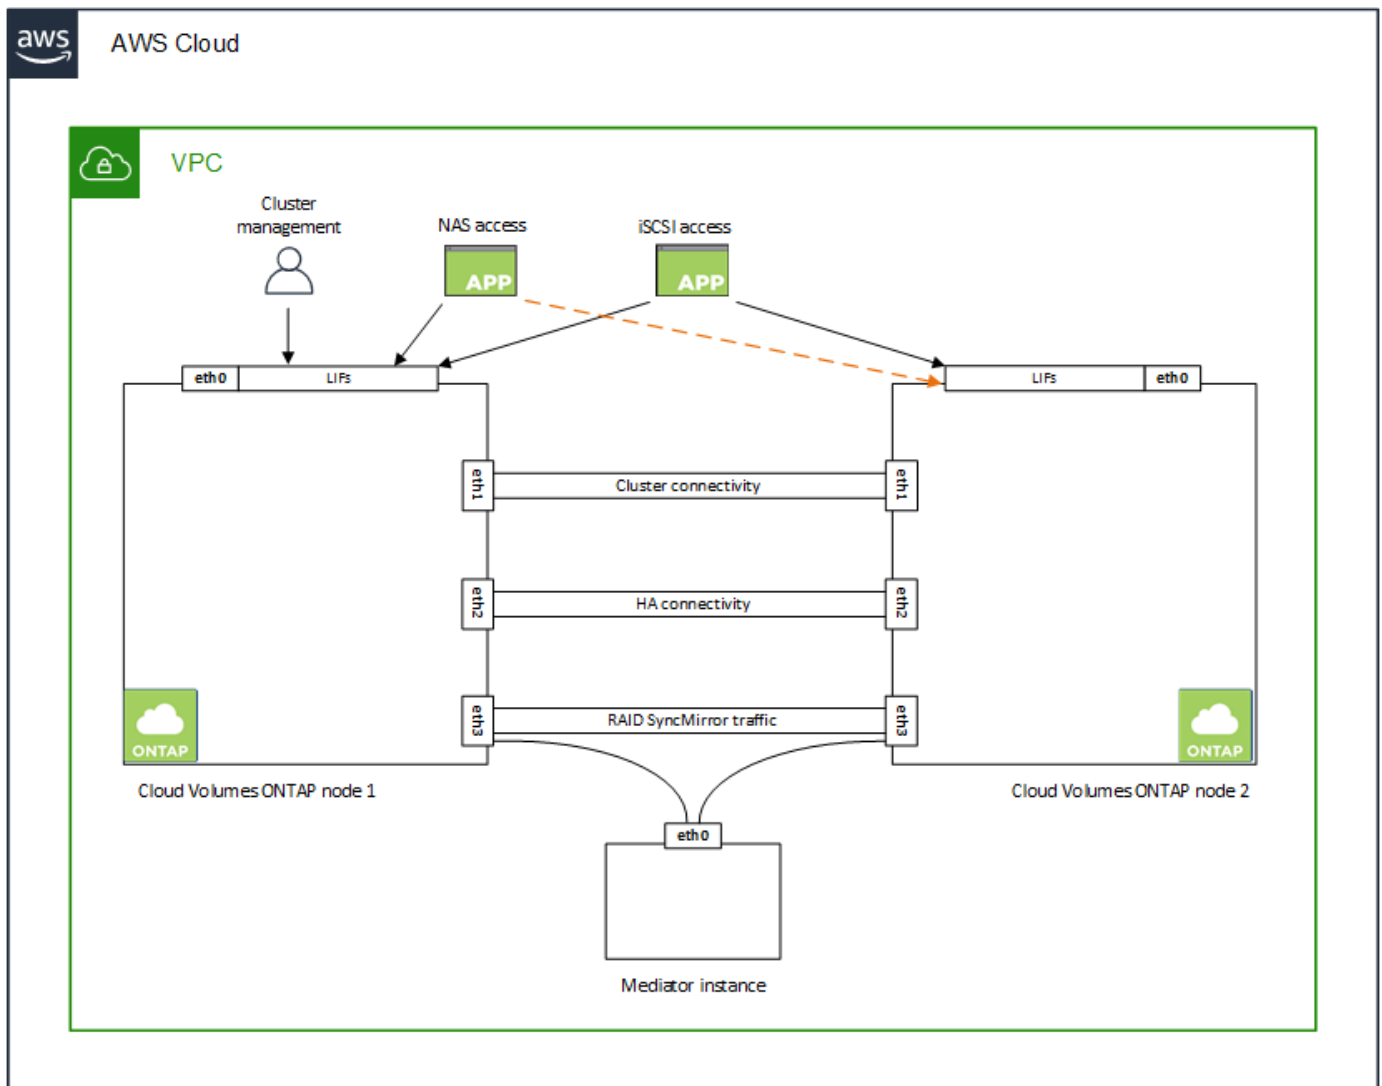 aws
AWS Cloud
VPC
Cluster
management
NAS access
iSCSI access
APP
APP
eth0
LIFs
LIFs
eth0
eth1
Cluster connectivity
eth1
eth2
HA connectivity
eth2
eth3
RAID SyncMirror traffic
eth3
ONTAP
ONTAP
Cloud Volumes ONTAP node 1
Cloud Volumes ONTAP node 2
eth0
Mediator instance